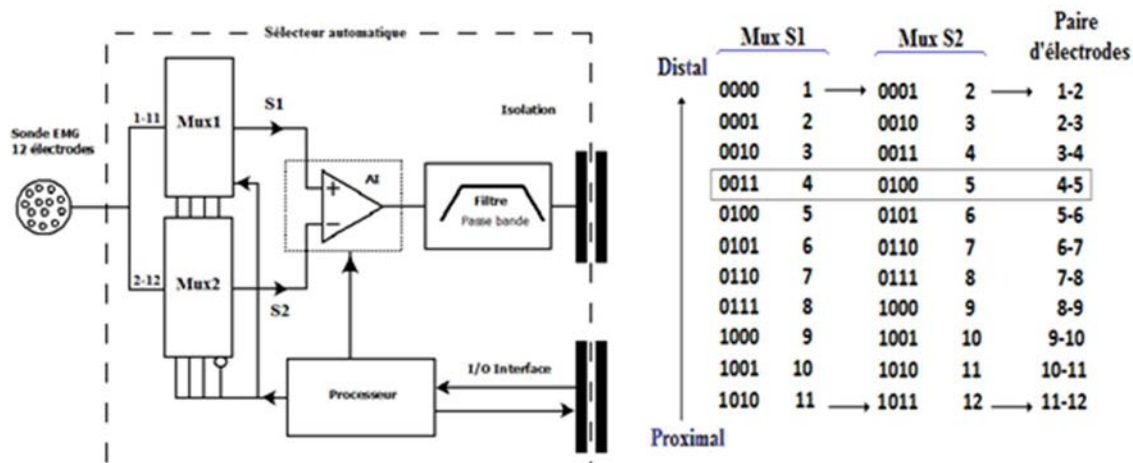 Sélecteur automatique
Sonde EMG
12 électrodes
1-11
Mux1
S1
Isolation
AI
+
−
Filtre
Passe bande
2-12
Mux2
S2
Processeur
I/O Interface
Mux S1 Mux S2 Paire d'électrodes
Distal
0000 1 → 0001 2 → 1-2
0001 2 0010 3 2-3
0010 3 0011 4 3-4
0011 4 0100 5 4-5
0100 5 0101 6 5-6
0101 6 0110 7 6-7
0110 7 0111 8 7-8
0111 8 1000 9 8-9
1000 9 1001 10 9-10
1001 10 1010 11 10-11
1010 11 → 1011 12 → 11-12
Proximal